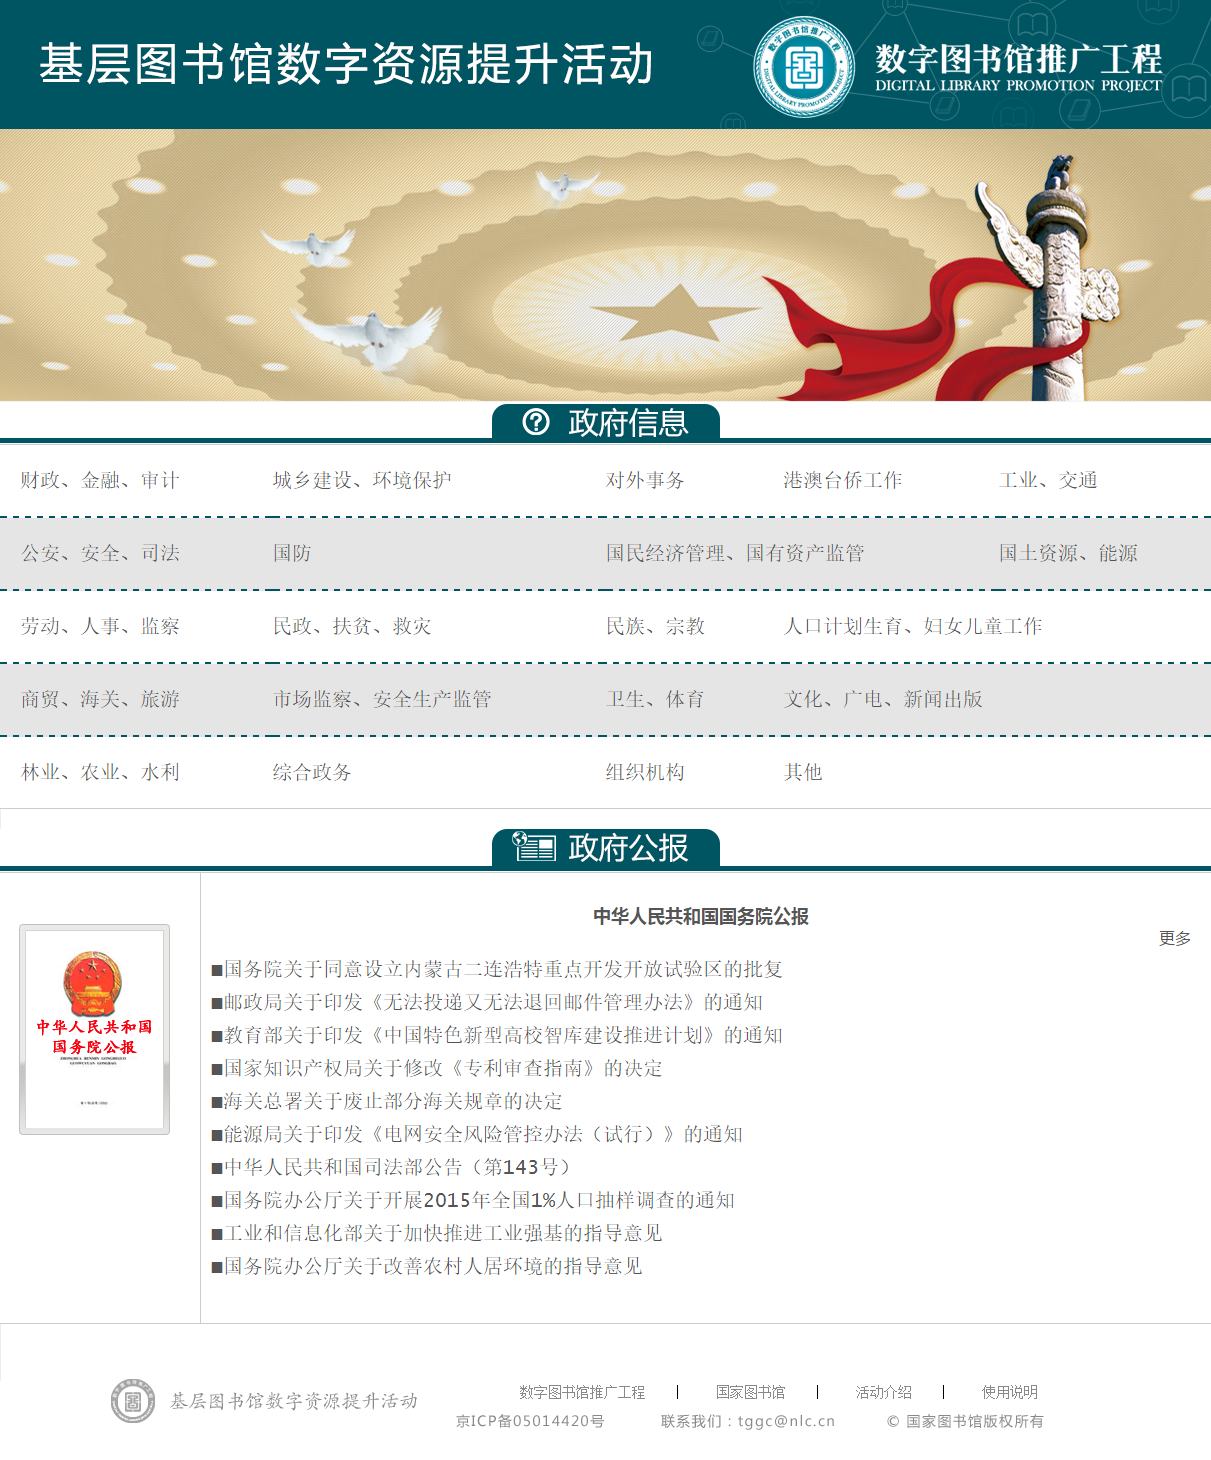 基层图书馆数字资源提升活动
数字图书馆推广工程
DIGITAL LIBRARY PROMOTION PROJECT
数字图书馆推广工程
DIGITAL LIBRARY PROMOTION PROJECT
政府信息
财政、金融、审计 城乡建设、环境保护 对外事务 港澳台侨工作 工业、交通
公安、安全、司法 国防 国民经济管理、国有资产监管 国土资源、能源
劳动、人事、监察 民政、扶贫、救灾 民族、宗教 人口计划生育、妇女儿童工作
商贸、海关、旅游 市场监察、安全生产监管 卫生、体育 文化、广电、新闻出版
林业、农业、水利 综合政务 组织机构 其他
政府公报
中华人民共和国国务院公报
更多
中华人民共和国
国务院公报
■国务院关于同意设立内蒙古二连浩特重点开发开放试验区的批复
■邮政局关于印发《无法投递又无法退回邮件管理办法》的通知
■教育部关于印发《中国特色新型高校智库建设推进计划》的通知
■国家知识产权局关于修改《专利审查指南》的决定
■海关总署关于废止部分海关规章的决定
■能源局关于印发《电网安全风险管控办法（试行）》的通知
■中华人民共和国司法部公告（第143号）
■国务院办公厅关于开展2015年全国1%人口抽样调查的通知
■工业和信息化部关于加快推进工业强基的指导意见
■国务院办公厅关于改善农村人居环境的指导意见
基层图书馆数字资源提升活动
数字图书馆推广工程 | 国家图书馆 | 活动介绍 | 使用说明
京ICP备05014420号 联系我们：tggc@nlc.cn © 国家图书馆版权所有